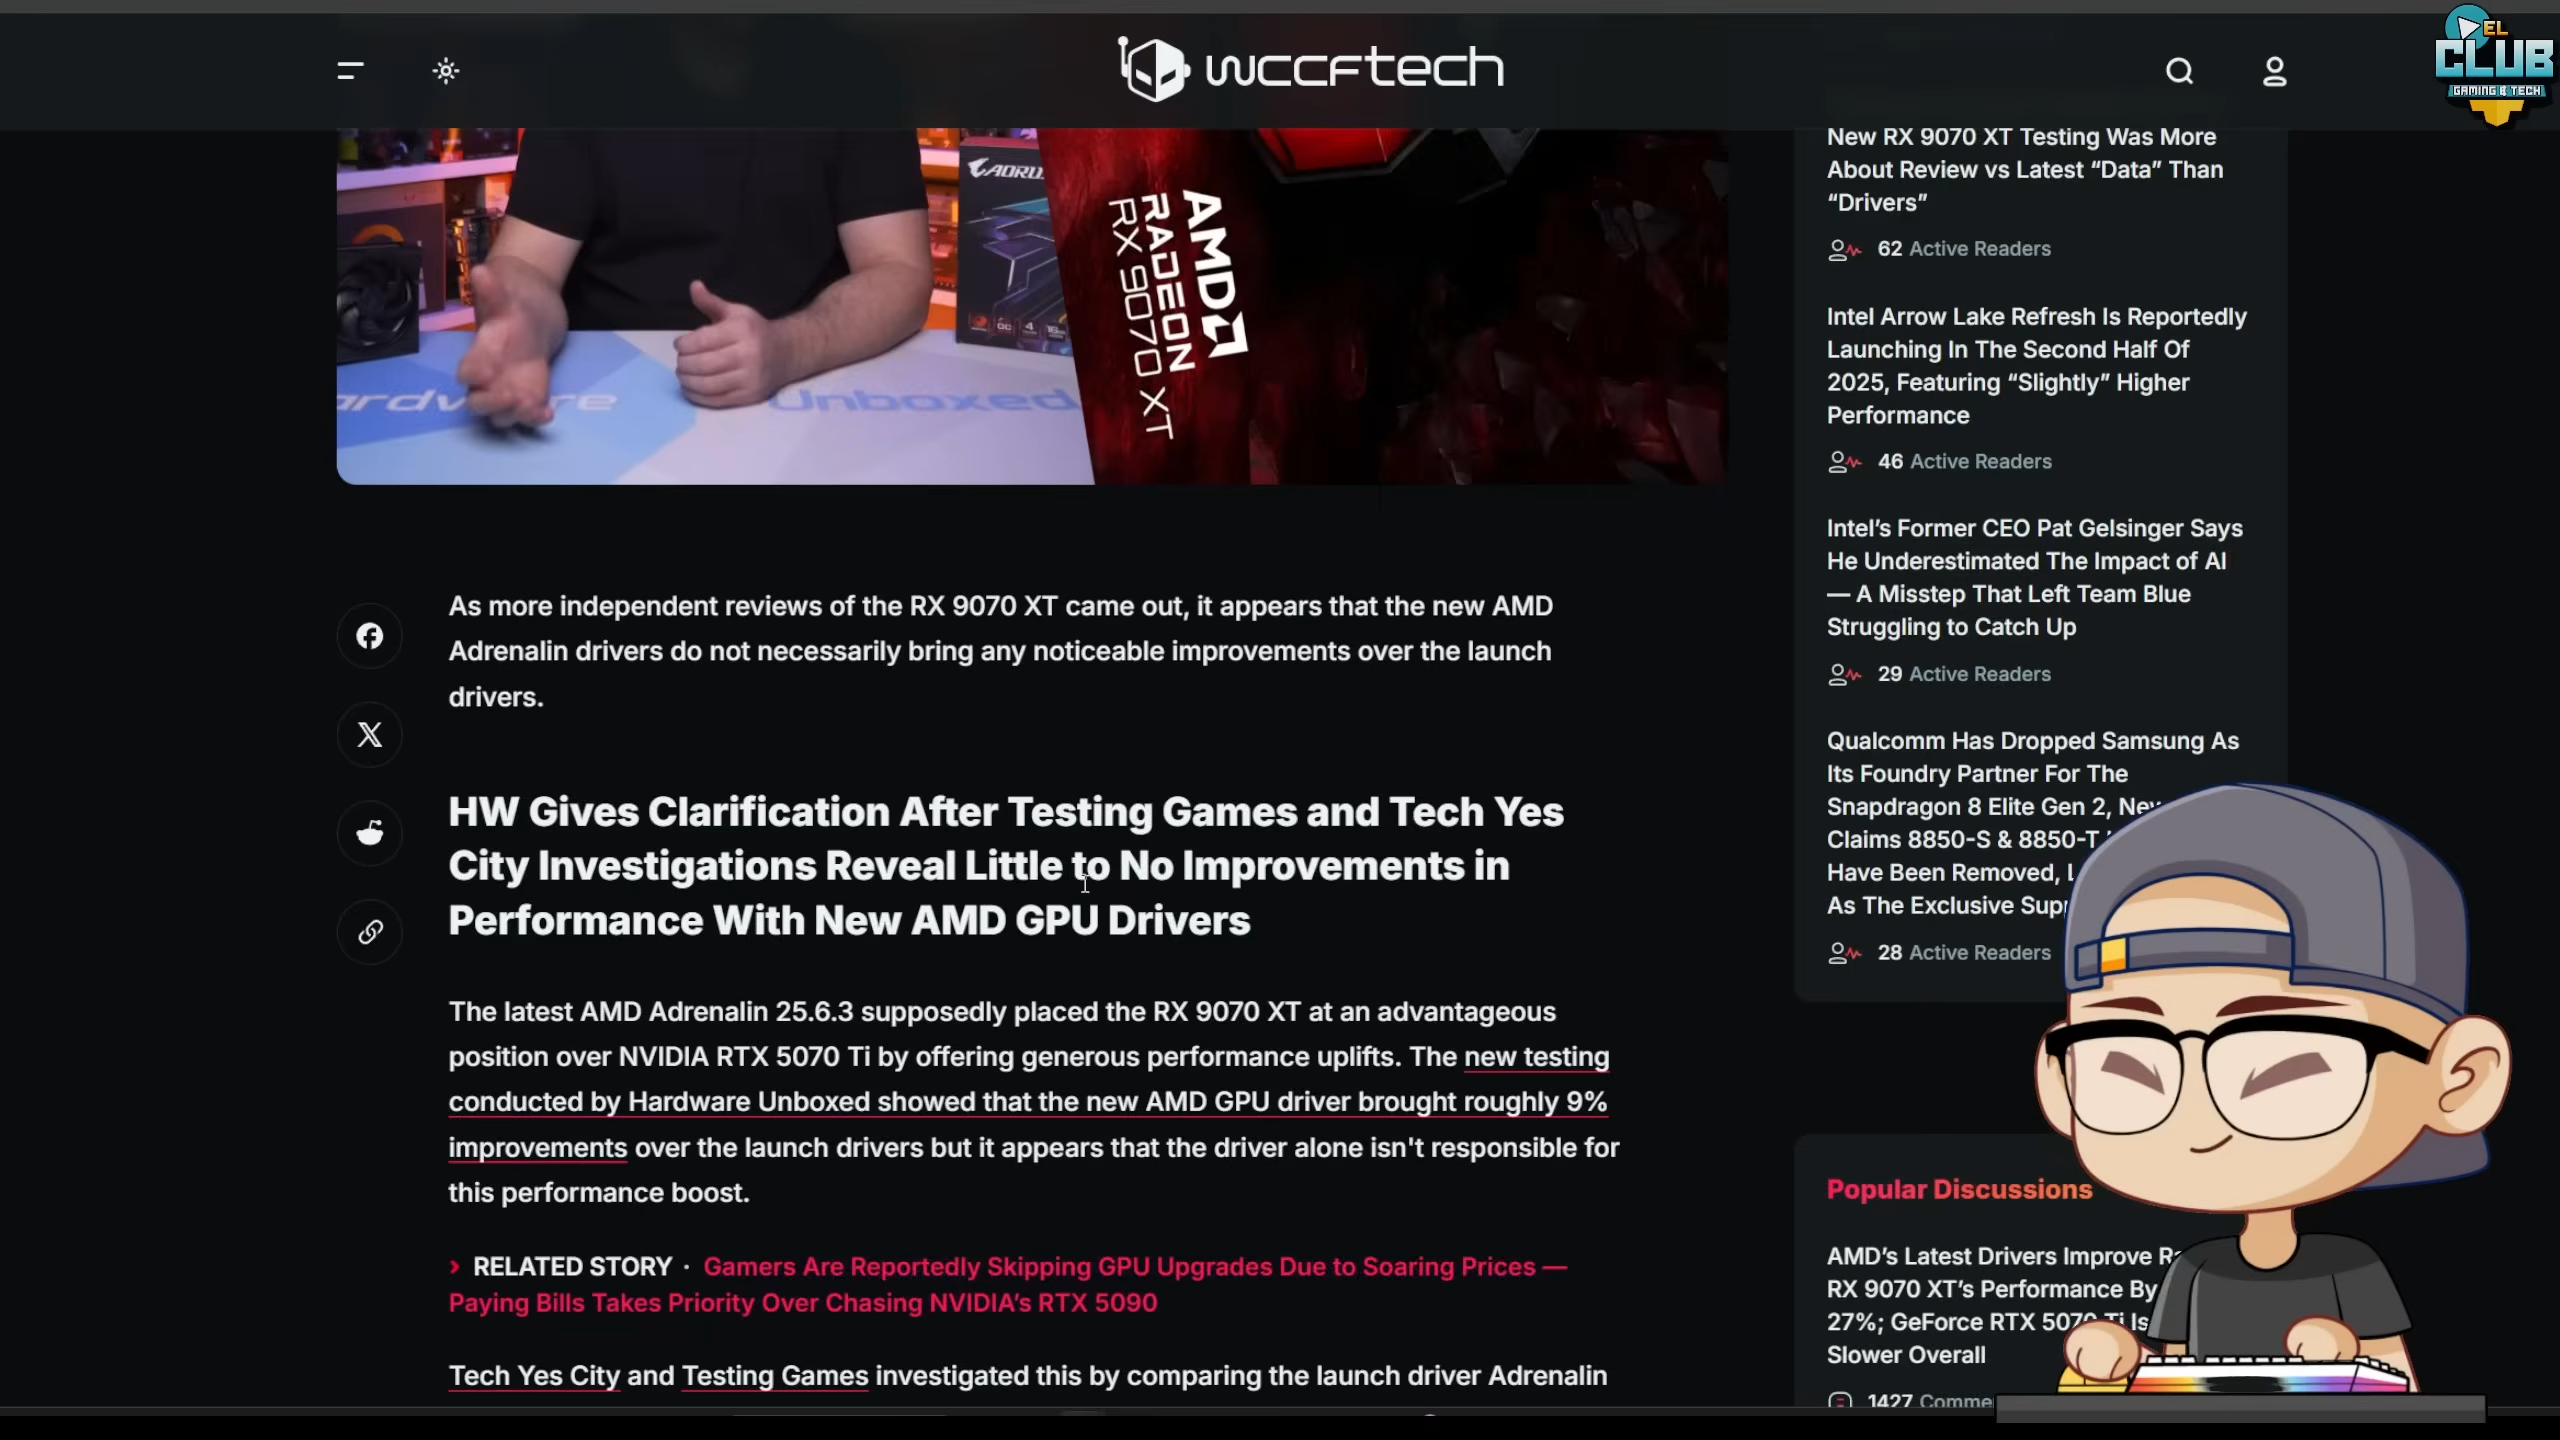 wccftech
EL
CLUB
GAMING & TECH
AORUS
AMD
RADEON
RX 9070 XT
Unboxed
As more independent reviews of the RX 9070 XT came out, it appears that the new AMD
Adrenalin drivers do not necessarily bring any noticeable improvements over the launch
drivers.
HW Gives Clarification After Testing Games and Tech Yes
City Investigations Reveal Little to No Improvements in
Performance With New AMD GPU Drivers
The latest AMD Adrenalin 25.6.3 supposedly placed the RX 9070 XT at an advantageous
position over NVIDIA RTX 5070 Ti by offering generous performance uplifts. The new testing
conducted by Hardware Unboxed showed that the new AMD GPU driver brought roughly 9%
improvements over the launch drivers but it appears that the driver alone isn't responsible for
this performance boost.
› RELATED STORY · Gamers Are Reportedly Skipping GPU Upgrades Due to Soaring Prices —
Paying Bills Takes Priority Over Chasing NVIDIA’s RTX 5090
Tech Yes City and Testing Games investigated this by comparing the launch driver Adrenalin
New RX 9070 XT Testing Was More
About Review vs Latest “Data” Than
“Drivers”
62 Active Readers
Intel Arrow Lake Refresh Is Reportedly
Launching In The Second Half Of
2025, Featuring “Slightly” Higher
Performance
46 Active Readers
Intel’s Former CEO Pat Gelsinger Says
He Underestimated The Impact of AI
— A Misstep That Left Team Blue
Struggling to Catch Up
29 Active Readers
Qualcomm Has Dropped Samsung As
Its Foundry Partner For The
Snapdragon 8 Elite Gen 2, New
Claims 8850-S & 8850-T
Have Been Removed,
As The Exclusive
28 Active Readers
Popular Discussions
AMD’s Latest Drivers Improve
RX 9070 XT’s Performance By
27%; GeForce RTX 5070 Ti Is
Slower Overall
1427